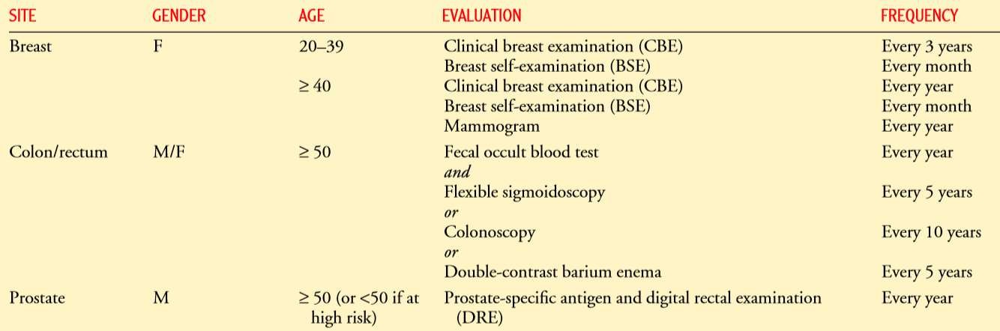 SITE GENDER AGE EVALUATION FREQUENCY
Breast F 20–39 Clinical breast examination (CBE) Every 3 years
Breast self-examination (BSE) Every month
≥ 40 Clinical breast examination (CBE) Every year
Breast self-examination (BSE) Every month
Mammogram Every year
Colon/rectum M/F ≥ 50 Fecal occult blood test Every year
and
Flexible sigmoidoscopy Every 5 years
or
Colonoscopy Every 10 years
or
Double-contrast barium enema Every 5 years
Prostate M ≥ 50 (or <50 if at Prostate-specific antigen and digital rectal examination Every year
high risk) (DRE)